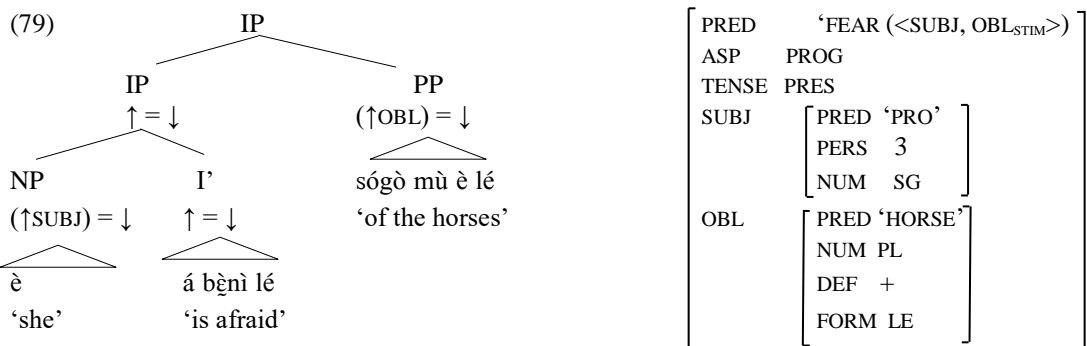 (79) IP
IP PP
↑ = ↓ (↑OBL) = ↓
NP I’ sógò mù è lé
(↑SUBJ) = ↓ ↑ = ↓ ‘of the horses’
è á bɛ̰̀nì lé
‘she’ ‘is afraid’
PRED ‘FEAR (<SUBJ, OBL_STIM>)
ASP PROG
TENSE PRES
SUBJ PRED ‘PRO’
PERS 3
NUM SG
OBL PRED ‘HORSE’
NUM PL
DEF +
FORM LE